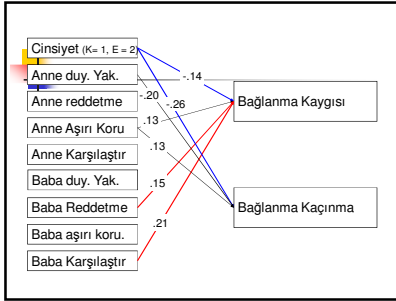 Cinsiyet (K= 1, E = 2)
Anne duy. Yak.
Anne reddetme
Anne Aşırı Koru
Anne Karşılaştır
Baba duy. Yak.
Baba Reddetme
Baba aşırı koru.
Baba Karşılaştır
-.14
-.20
-.26
.13
.13
.15
.21
Bağlanma Kaygısı
Bağlanma Kaçınma